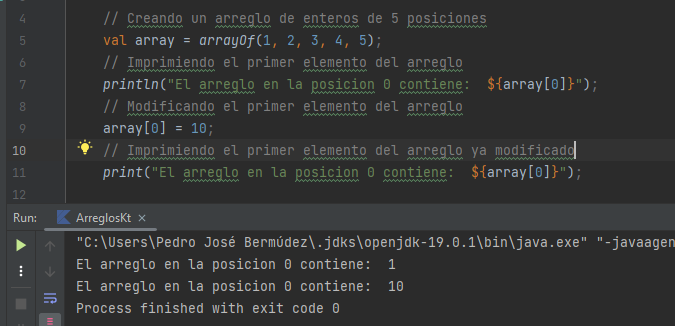 4 // Creando un arreglo de enteros de 5 posiciones
5 val array = arrayOf(1, 2, 3, 4, 5);
6 // Imprimiendo el primer elemento del arreglo
7 println("El arreglo en la posicion 0 contiene:  ${array[0]}");
8 // Modificando el primer elemento del arreglo
9 array[0] = 10;
10 // Imprimiendo el primer elemento del arreglo ya modificado
11 print("El arreglo en la posicion 0 contiene:  ${array[0]}");
12
Run: ArreglosKt ×
"C:\Users\Pedro José Bermúdez\.jdks\openjdk-19.0.1\bin\java.exe" "-javaagen
El arreglo en la posicion 0 contiene:  1
El arreglo en la posicion 0 contiene:  10
Process finished with exit code 0